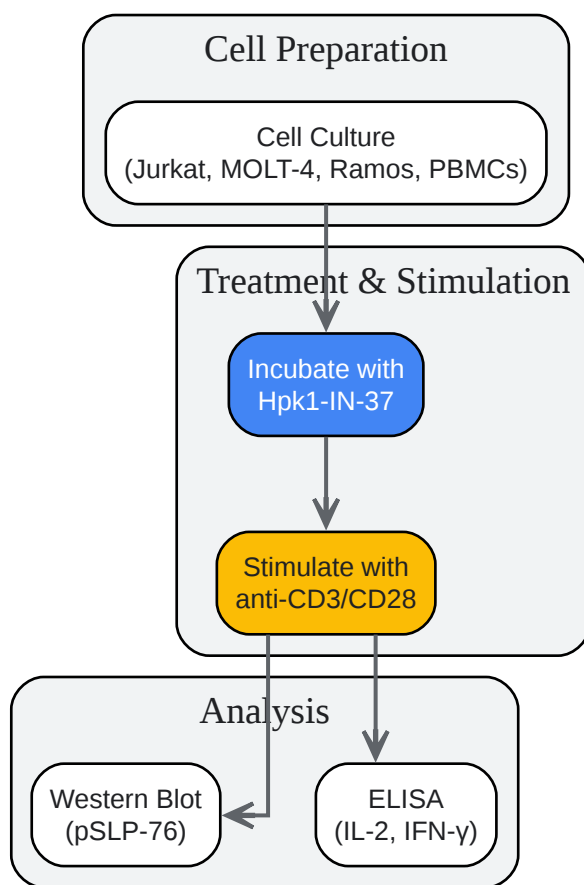 Cell Preparation
Cell Culture
(Jurkat, MOLT-4, Ramos, PBMCs)
Treatment & Stimulation
Incubate with
Hpk1-IN-37
Stimulate with
anti-CD3/CD28
Analysis
Western Blot
(pSLP-76)
ELISA
(IL-2, IFN-γ)